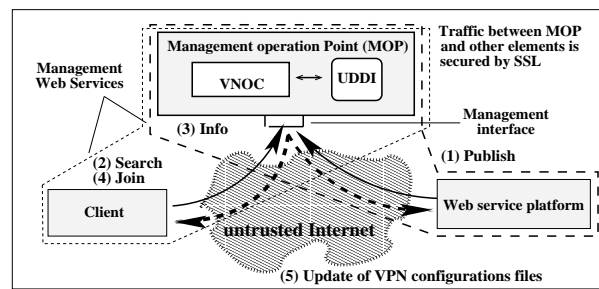 Management operation Point (MOP)
VNOC
UDDI
Traffic between MOP
and other elements is
secured by SSL
Management
Web Services
(3) Info
Management
interface
(2) Search
(4) Join
(1) Publish
Client
Web service platform
untrusted Internet
(5) Update of VPN configurations files